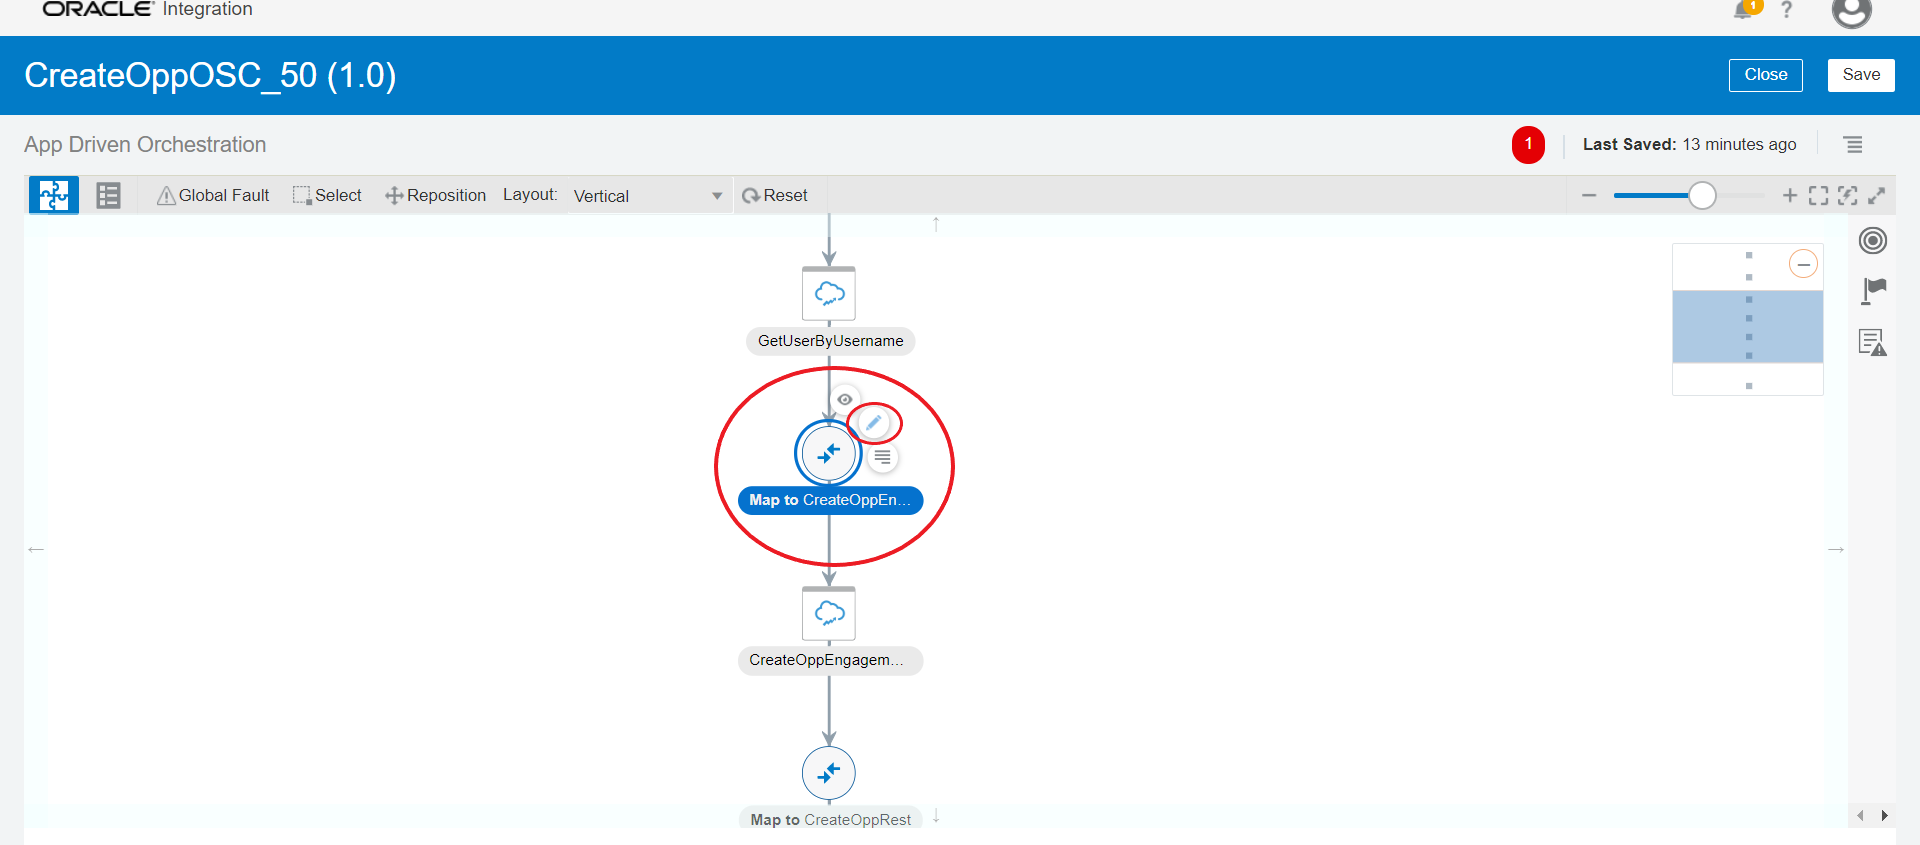 ORACLE® Integration
1
?
CreateOppOSC_50 (1.0)
Close
Save
App Driven Orchestration
1
Last Saved: 13 minutes ago
Global Fault
Select
Reposition
Layout:
Vertical
Reset
GetUserByUsername
Map to CreateOppEn...
CreateOppEngagem...
Map to CreateOppRest